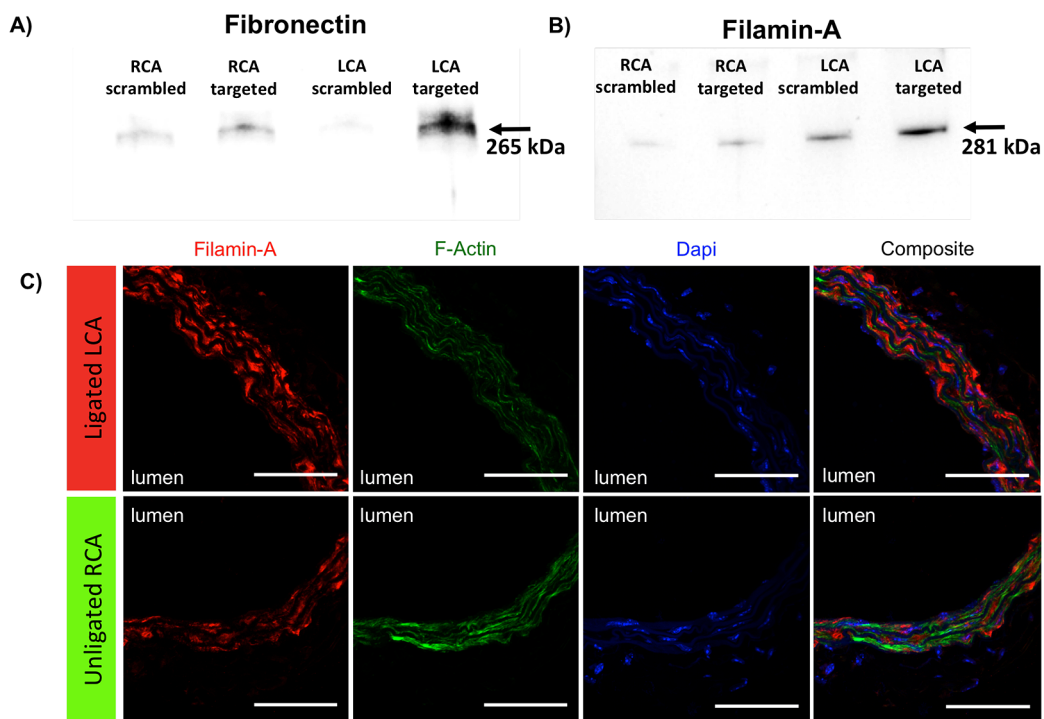 A)
Fibronectin
RCA scrambled
RCA targeted
LCA scrambled
LCA targeted
265 kDa
B)
Filamin-A
RCA scrambled
RCA targeted
LCA scrambled
LCA targeted
281 kDa
C)
Filamin-A
F-Actin
Dapi
Composite
Ligated LCA
lumen
lumen
lumen
lumen
Unligated RCA
lumen
lumen
lumen
lumen